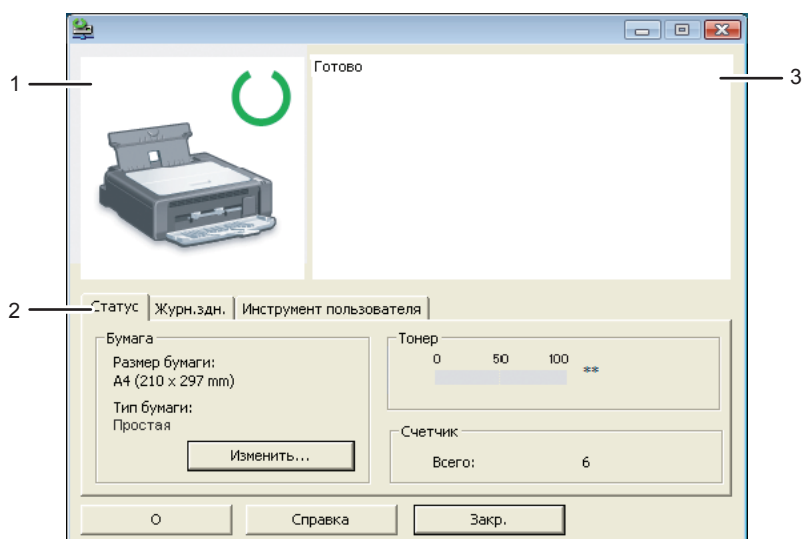 1
Готово
3
2
Статус Журн.здн. Инструмент пользователя
Бумага
Размер бумаги:
A4 (210 x 297 mm)
Тип бумаги:
Простая
Изменить...
Тонер
0 50 100
**
Счетчик
Всего: 6
О Справка Закр.